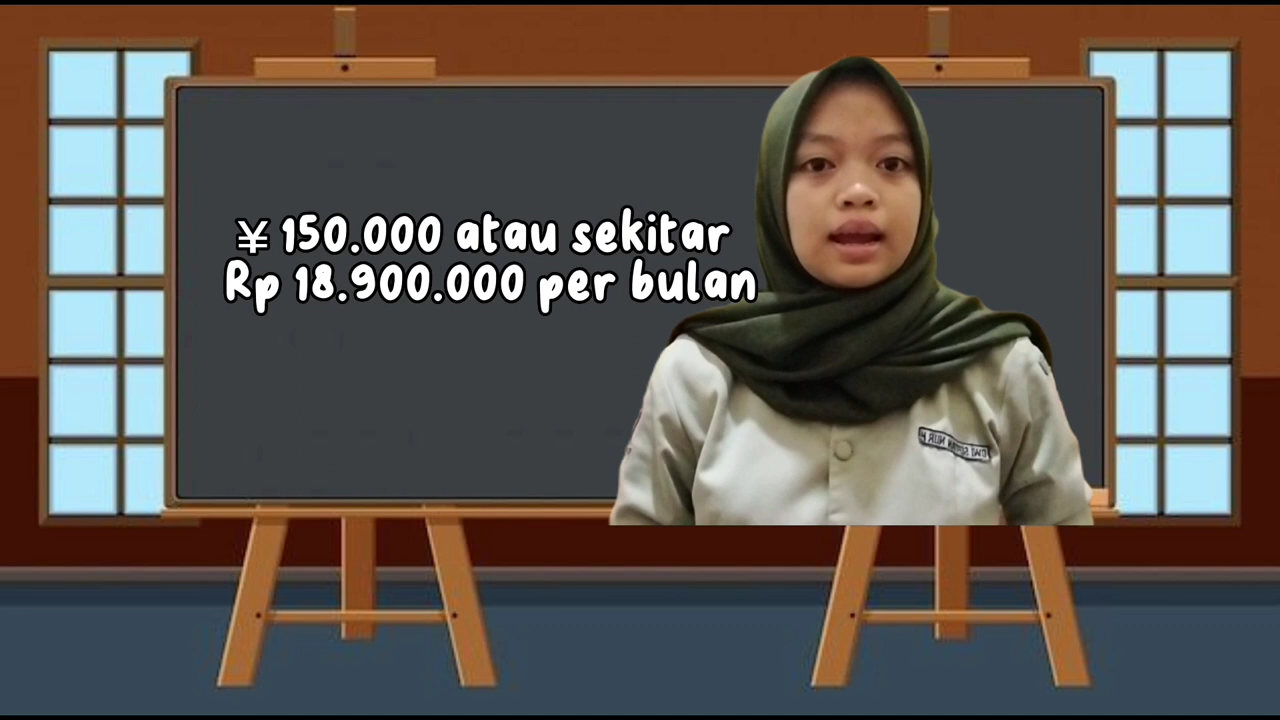 ¥ 150.000 atau sekitar
Rp 18.900.000 per bulan